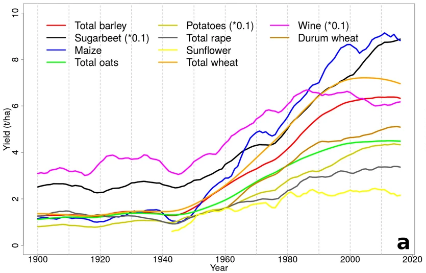 Total barley
Sugarbeet (*0.1)
Maize
Total oats
Potatoes (*0.1)
Total rape
Sunflower
Total wheat
Wine (*0.1)
Durum wheat
Yield (t/ha)
10
8
6
4
2
0
1900
1920
1940
1960
1980
2000
2020
Year
a